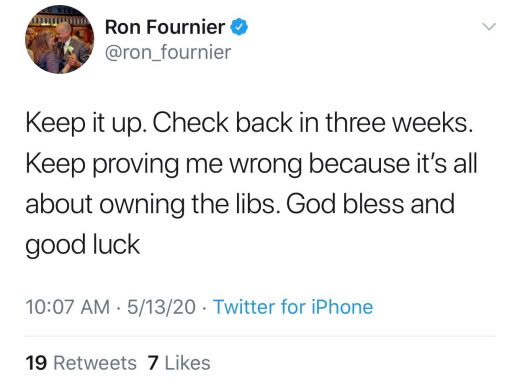 Ron Fournier
@ron_fournier
Keep it up. Check back in three weeks.
Keep proving me wrong because it's all
about owning the libs. God bless and
good luck
10:07 AM · 5/13/20 · Twitter for iPhone
19 Retweets 7 Likes